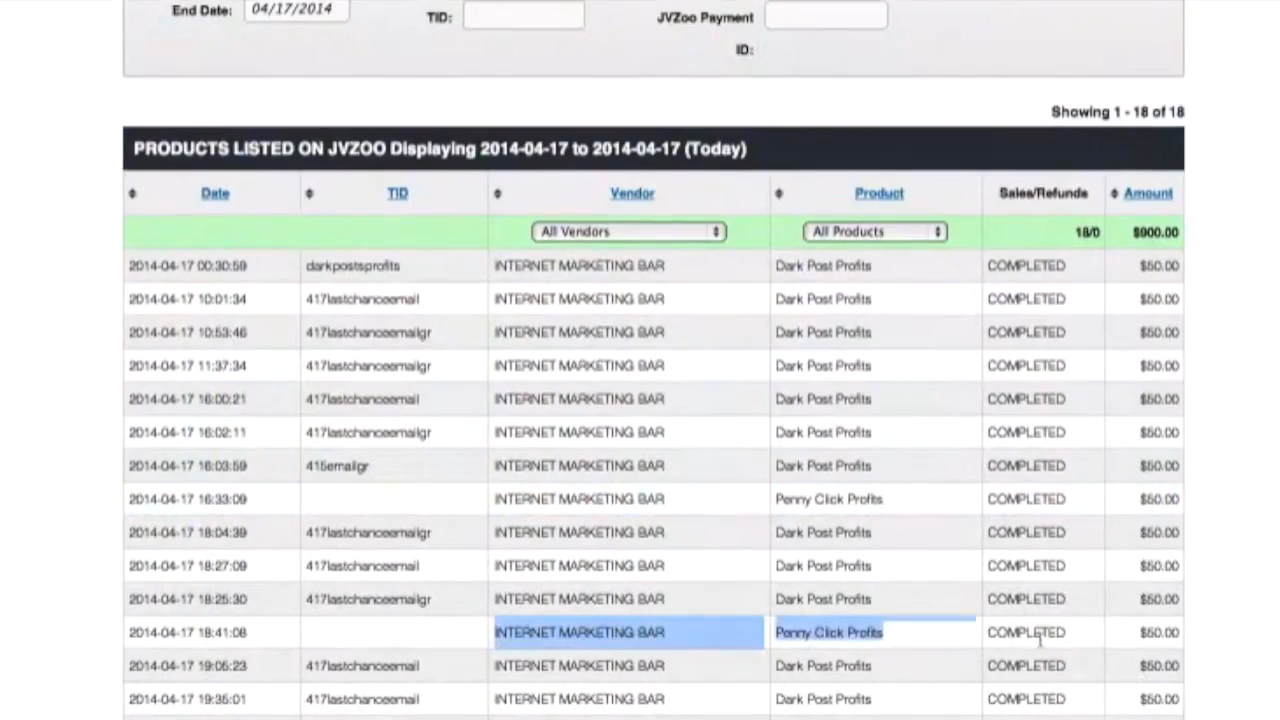 End Date: 04/17/2014 TID: JVZoo Payment ID:
Showing 1 - 18 of 18
PRODUCTS LISTED ON JVZOO Displaying 2014-04-17 to 2014-04-17 (Today)
Date TID Vendor Product Sales/Refunds Amount
All Vendors All Products 18/0 $900.00
2014-04-17 00:30:59 darkpostsprofits INTERNET MARKETING BAR Dark Post Profits COMPLETED $50.00
2014-04-17 10:01:34 417lastchanceemail INTERNET MARKETING BAR Dark Post Profits COMPLETED $50.00
2014-04-17 10:53:46 417lastchanceemailgr INTERNET MARKETING BAR Dark Post Profits COMPLETED $50.00
2014-04-17 11:37:34 417lastchanceemailgr INTERNET MARKETING BAR Dark Post Profits COMPLETED $50.00
2014-04-17 16:00:21 417lastchanceemail INTERNET MARKETING BAR Dark Post Profits COMPLETED $50.00
2014-04-17 16:02:11 417lastchanceemailgr INTERNET MARKETING BAR Dark Post Profits COMPLETED $50.00
2014-04-17 16:03:59 415emailgr INTERNET MARKETING BAR Dark Post Profits COMPLETED $50.00
2014-04-17 16:33:09 INTERNET MARKETING BAR Penny Click Profits COMPLETED $50.00
2014-04-17 18:04:39 417lastchanceemailgr INTERNET MARKETING BAR Dark Post Profits COMPLETED $50.00
2014-04-17 18:27:09 417lastchanceemail INTERNET MARKETING BAR Dark Post Profits COMPLETED $50.00
2014-04-17 18:25:30 417lastchanceemailgr INTERNET MARKETING BAR Dark Post Profits COMPLETED $50.00
2014-04-17 18:41:08 INTERNET MARKETING BAR Penny Click Profits COMPLETED $50.00
2014-04-17 19:05:23 417lastchanceemail INTERNET MARKETING BAR Dark Post Profits COMPLETED $50.00
2014-04-17 19:35:01 417lastchanceemail INTERNET MARKETING BAR Dark Post Profits COMPLETED $50.00